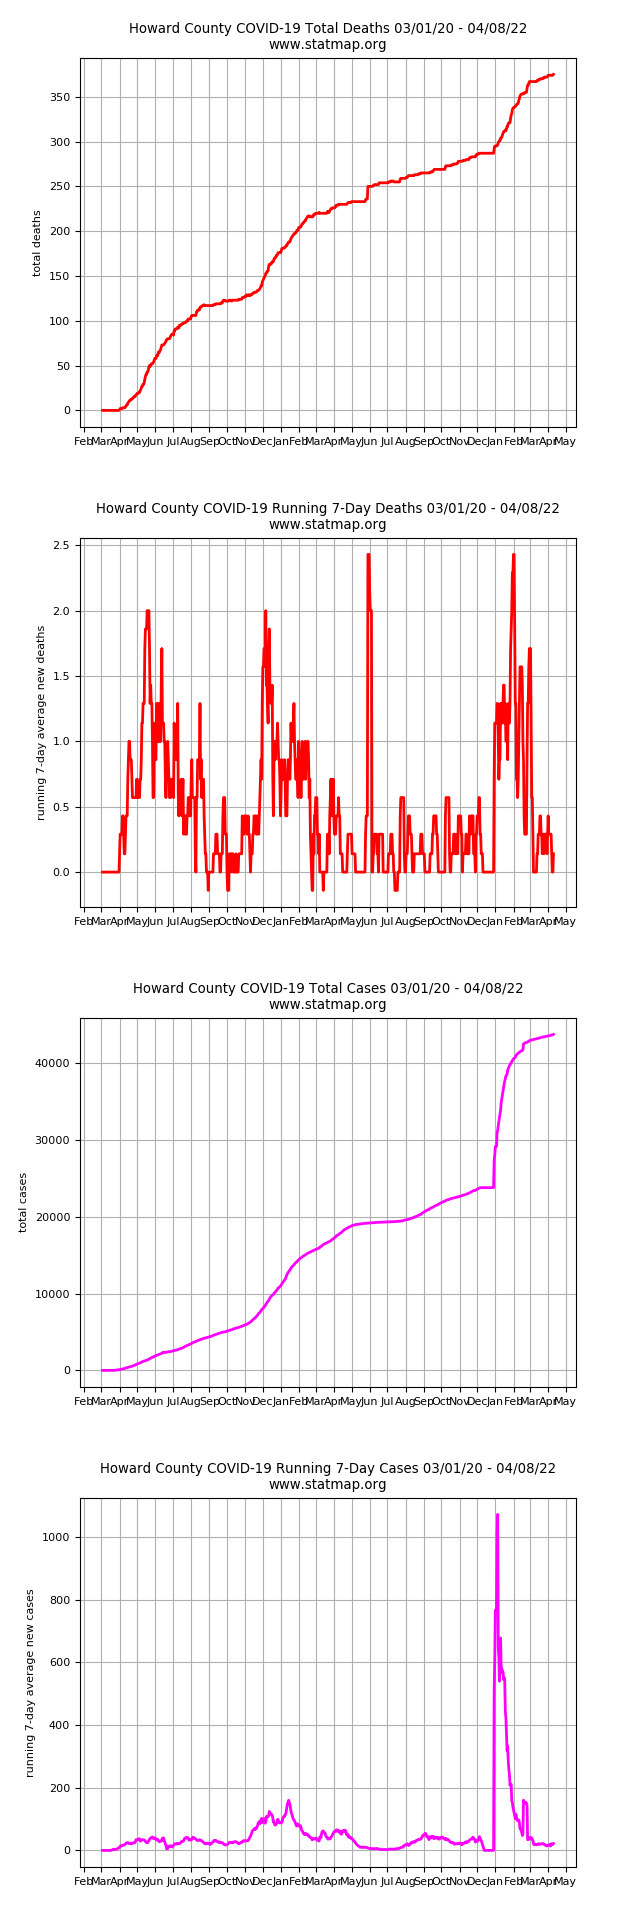 Howard County COVID-19 Total Deaths 03/01/20 - 04/08/22
www.statmap.org
total deaths
350
300
250
200
150
100
50
0
Feb Mar Apr May Jun Jul Aug Sep Oct Nov Dec Jan Feb Mar Apr May Jun Jul Aug Sep Oct Nov Dec Jan Feb Mar Apr May
Howard County COVID-19 Running 7-Day Deaths 03/01/20 - 04/08/22
www.statmap.org
running 7-day average new deaths
2.5
2.0
1.5
1.0
0.5
0.0
Feb Mar Apr May Jun Jul Aug Sep Oct Nov Dec Jan Feb Mar Apr May Jun Jul Aug Sep Oct Nov Dec Jan Feb Mar Apr May
Howard County COVID-19 Total Cases 03/01/20 - 04/08/22
www.statmap.org
total cases
40000
30000
20000
10000
0
Feb Mar Apr May Jun Jul Aug Sep Oct Nov Dec Jan Feb Mar Apr May Jun Jul Aug Sep Oct Nov Dec Jan Feb Mar Apr May
Howard County COVID-19 Running 7-Day Cases 03/01/20 - 04/08/22
www.statmap.org
running 7-day average new cases
1000
800
600
400
200
0
Feb Mar Apr May Jun Jul Aug Sep Oct Nov Dec Jan Feb Mar Apr May Jun Jul Aug Sep Oct Nov Dec Jan Feb Mar Apr May